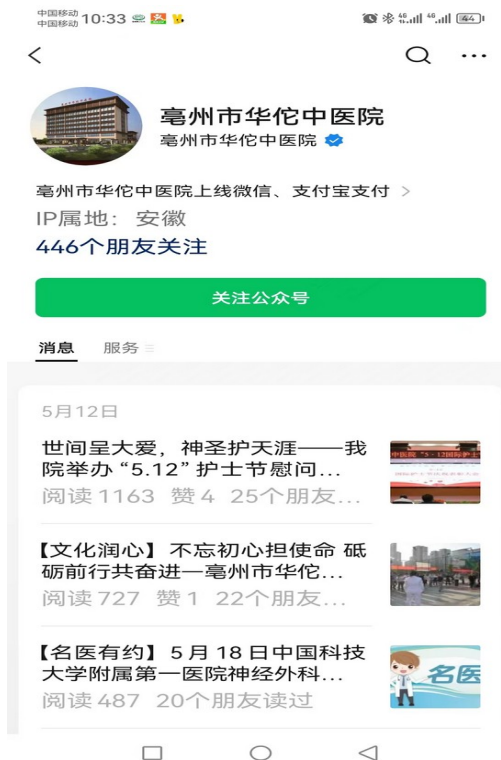 中国移动
中国移动
10:33
46
46
44
亳州市华佗中医院
亳州市华佗中医院
亳州市华佗中医院上线微信、支付宝支付 >
IP属地: 安徽
446个朋友关注
关注公众号
消息 服务
5月12日
世间呈大爱，神圣护天涯——我
院举办“5.12”护士节慰问...
阅读 1163 赞 4 25个朋友...
【文化润心】不忘初心担使命 砥
砺前行共奋进—亳州市华佗...
阅读 727 赞 1 22个朋友...
【名医有约】5 月 18 日中国科技
大学附属第一医院神经外科...
阅读 487 20个朋友读过
名医